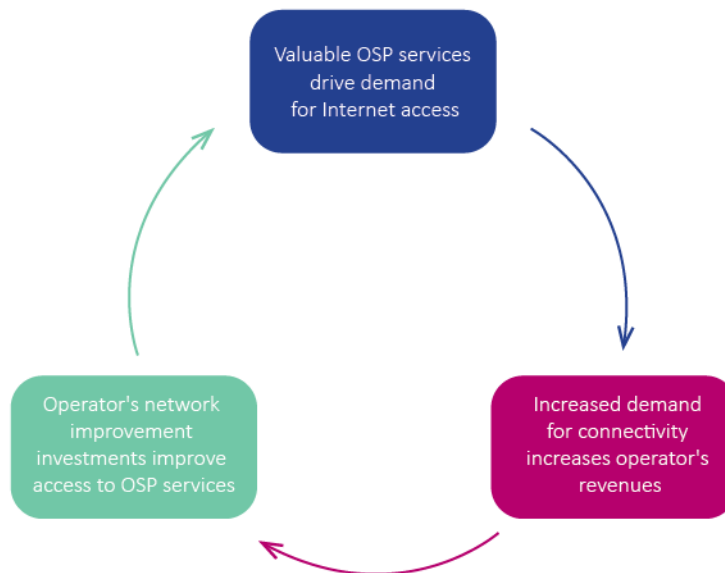 Valuable OSP services
drive demand
for Internet access
Operator's network
improvement
investments improve
access to OSP services
Increased demand
for connectivity
increases operator's
revenues